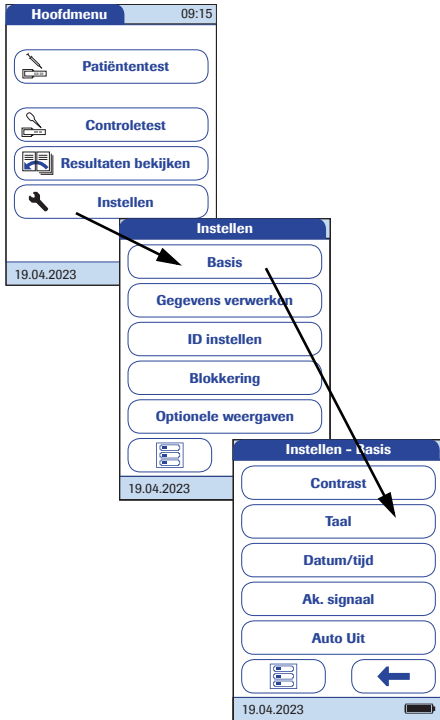 Hoofdmenu 09:15
Patiëntentest
Controletest
Resultaten bekijken
Instellen
19.04.2023
Instellen
Basis
Gegevens verwerken
ID instellen
Blokkering
Optionele weergaven
19.04.2023
Instellen - Basis
Contrast
Taal
Datum/tijd
Ak. signaal
Auto Uit
19.04.2023